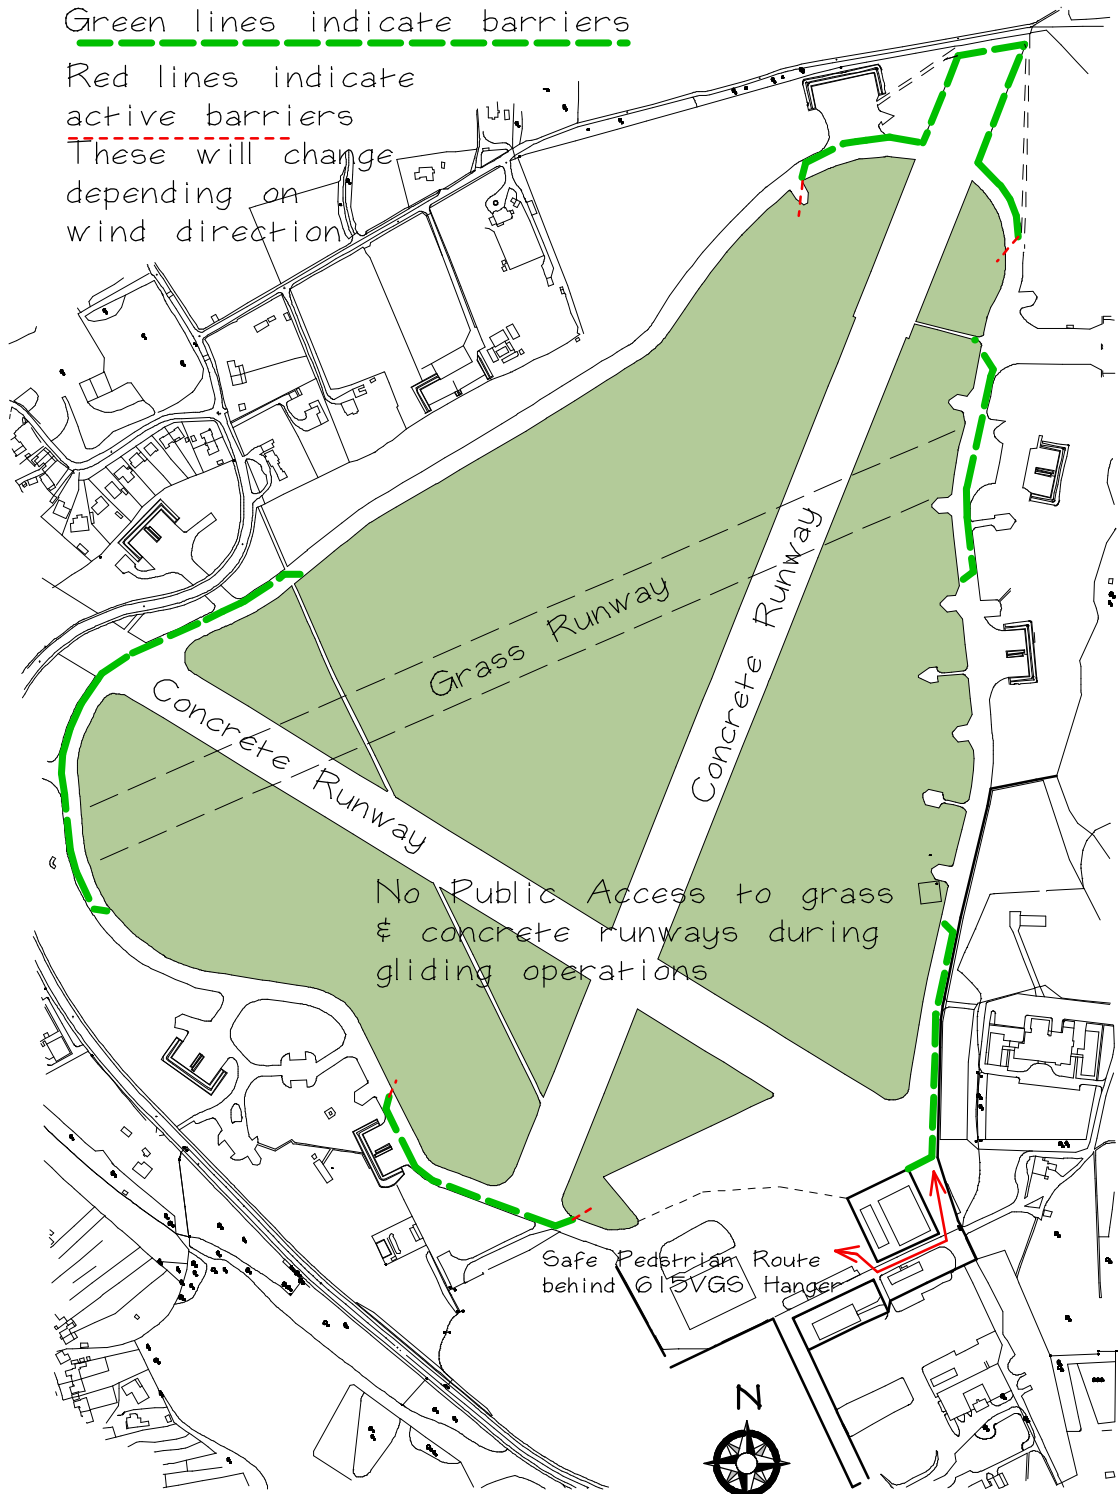 Green lines indicate barriers
Red lines indicate
active barriers
These will change
depending on
wind direction
Grass Runway
Concrete Runway
Concrete Runway
No Public Access to grass
& concrete runways during
gliding operations
Safe Pedstrian Route
behind 615VGS Hanger
N